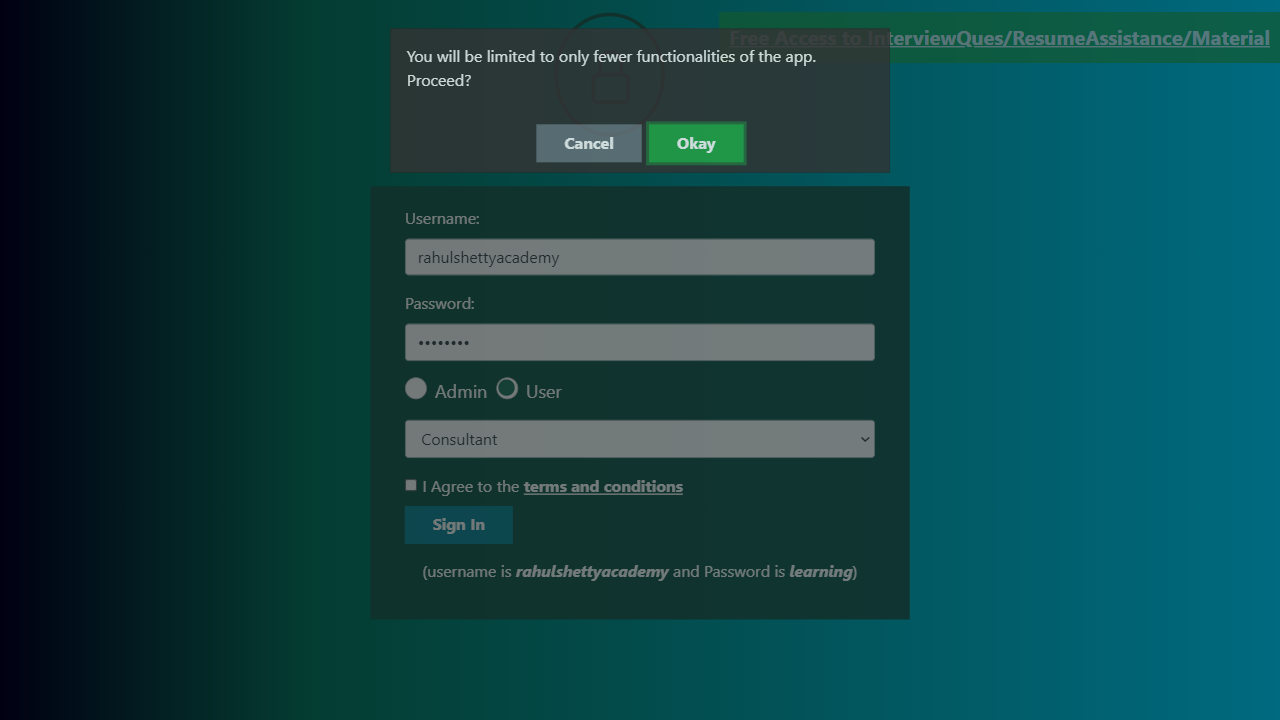 Free Access to InterviewQues/ResumeAssistance/Material
You will be limited to only fewer functionalities of the app.
Proceed?
Cancel
Okay
Username:
rahulshettyacademy
Password:
••••••••
Admin
User
Consultant
I Agree to the terms and conditions
Sign In
(username is rahulshettyacademy and Password is learning)